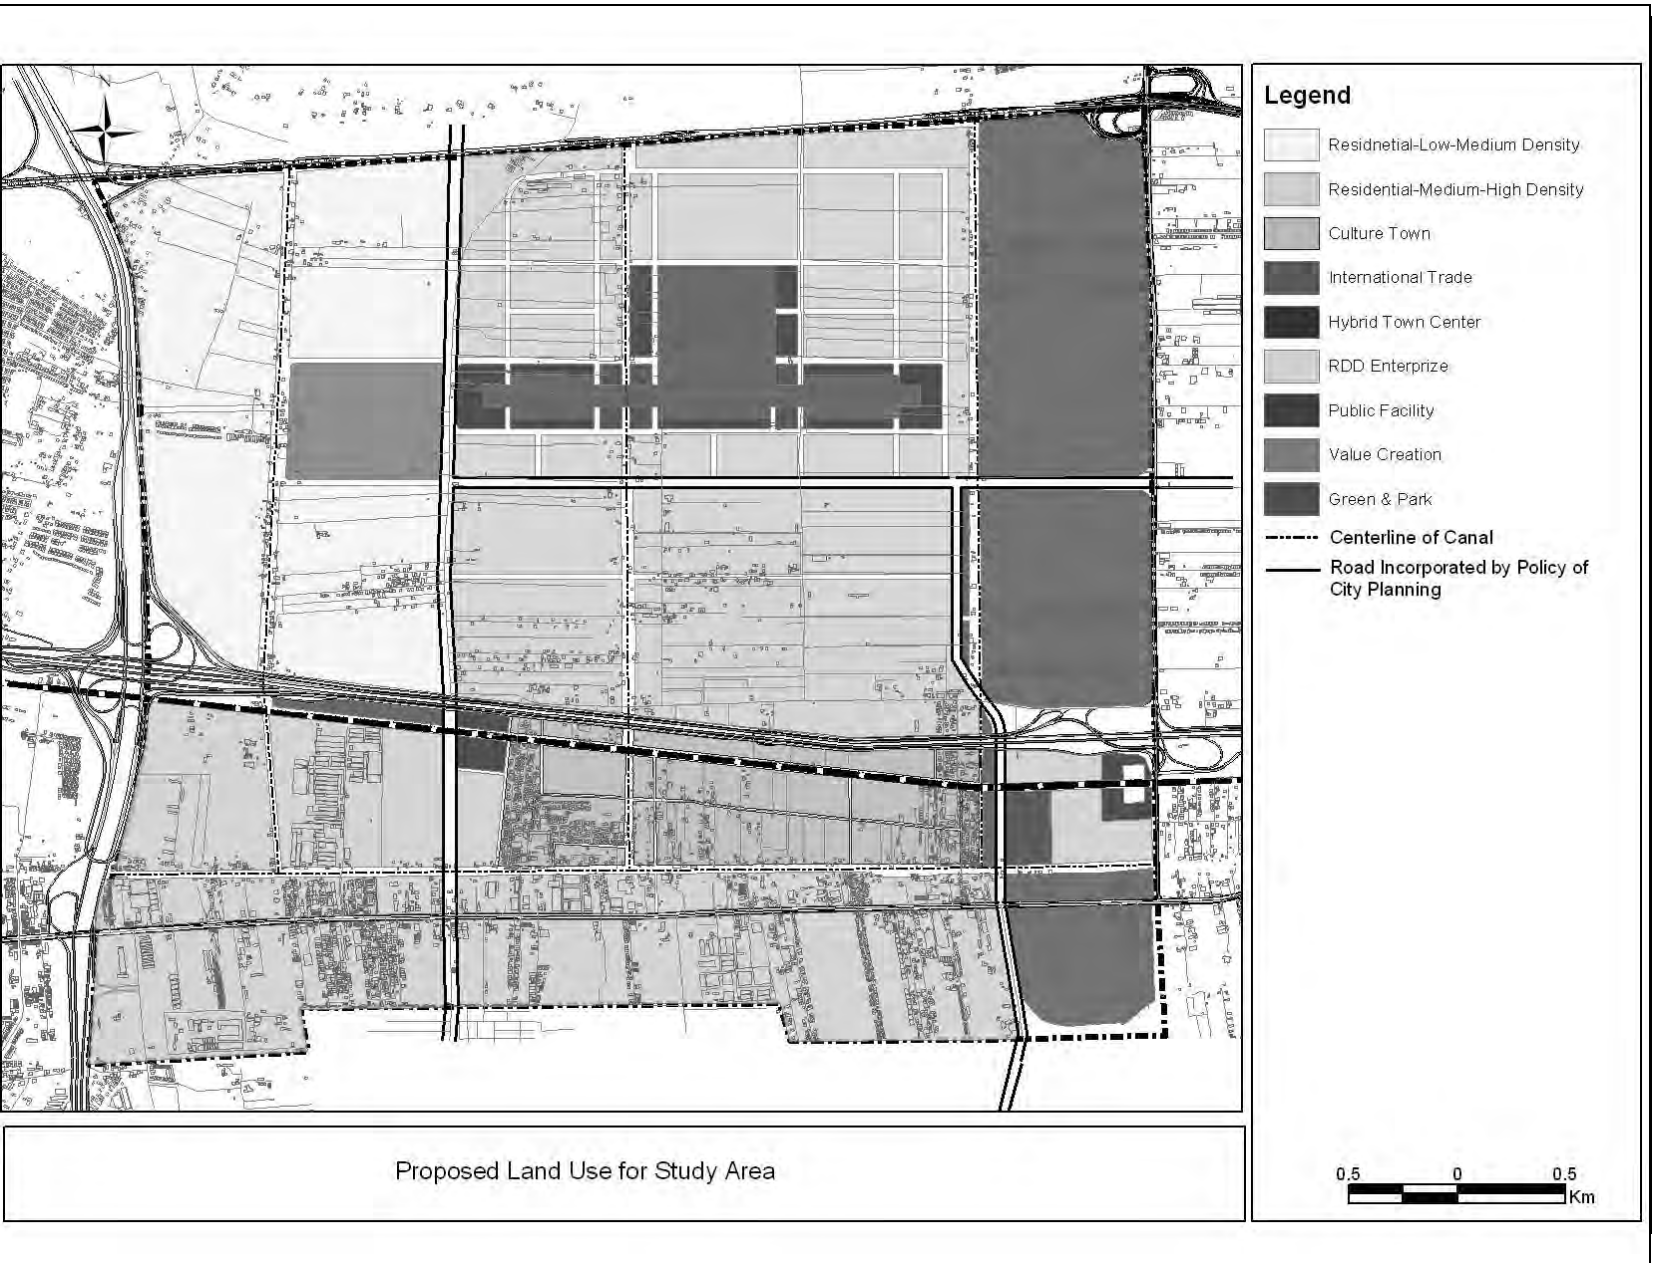 N
Legend
Residnetial-Low-Medium Density
Residential-Medium-High Density
Culture Town
International Trade
Hybrid Town Center
RDD Enterprize
Public Facility
Value Creation
Green & Park
Centerline of Canal
Road Incorporated by Policy of
City Planning
0.5 0 0.5
Km
Proposed Land Use for Study Area